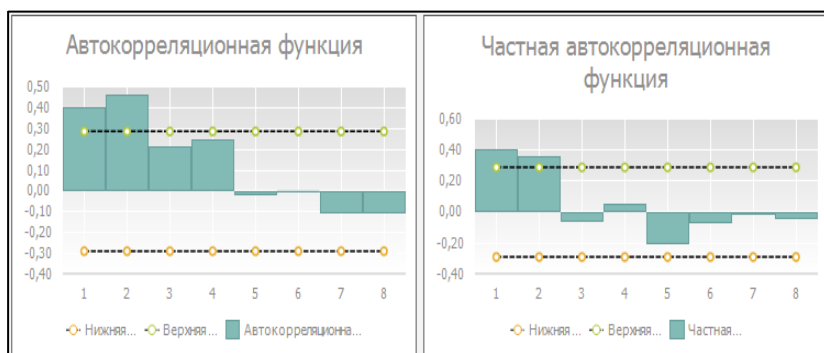 Автокорреляционная функция
0,50
0,40
0,30
0,20
0,10
0,00
-0,10
-0,20
-0,30
-0,40
1 2 3 4 5 6 7 8
Нижняя... Верхняя... Автокорреляционна...
Частная автокорреляционная
функция
0,60
0,40
0,20
0,00
-0,20
-0,40
1 2 3 4 5 6 7 8
Нижняя... Верхняя... Частная...